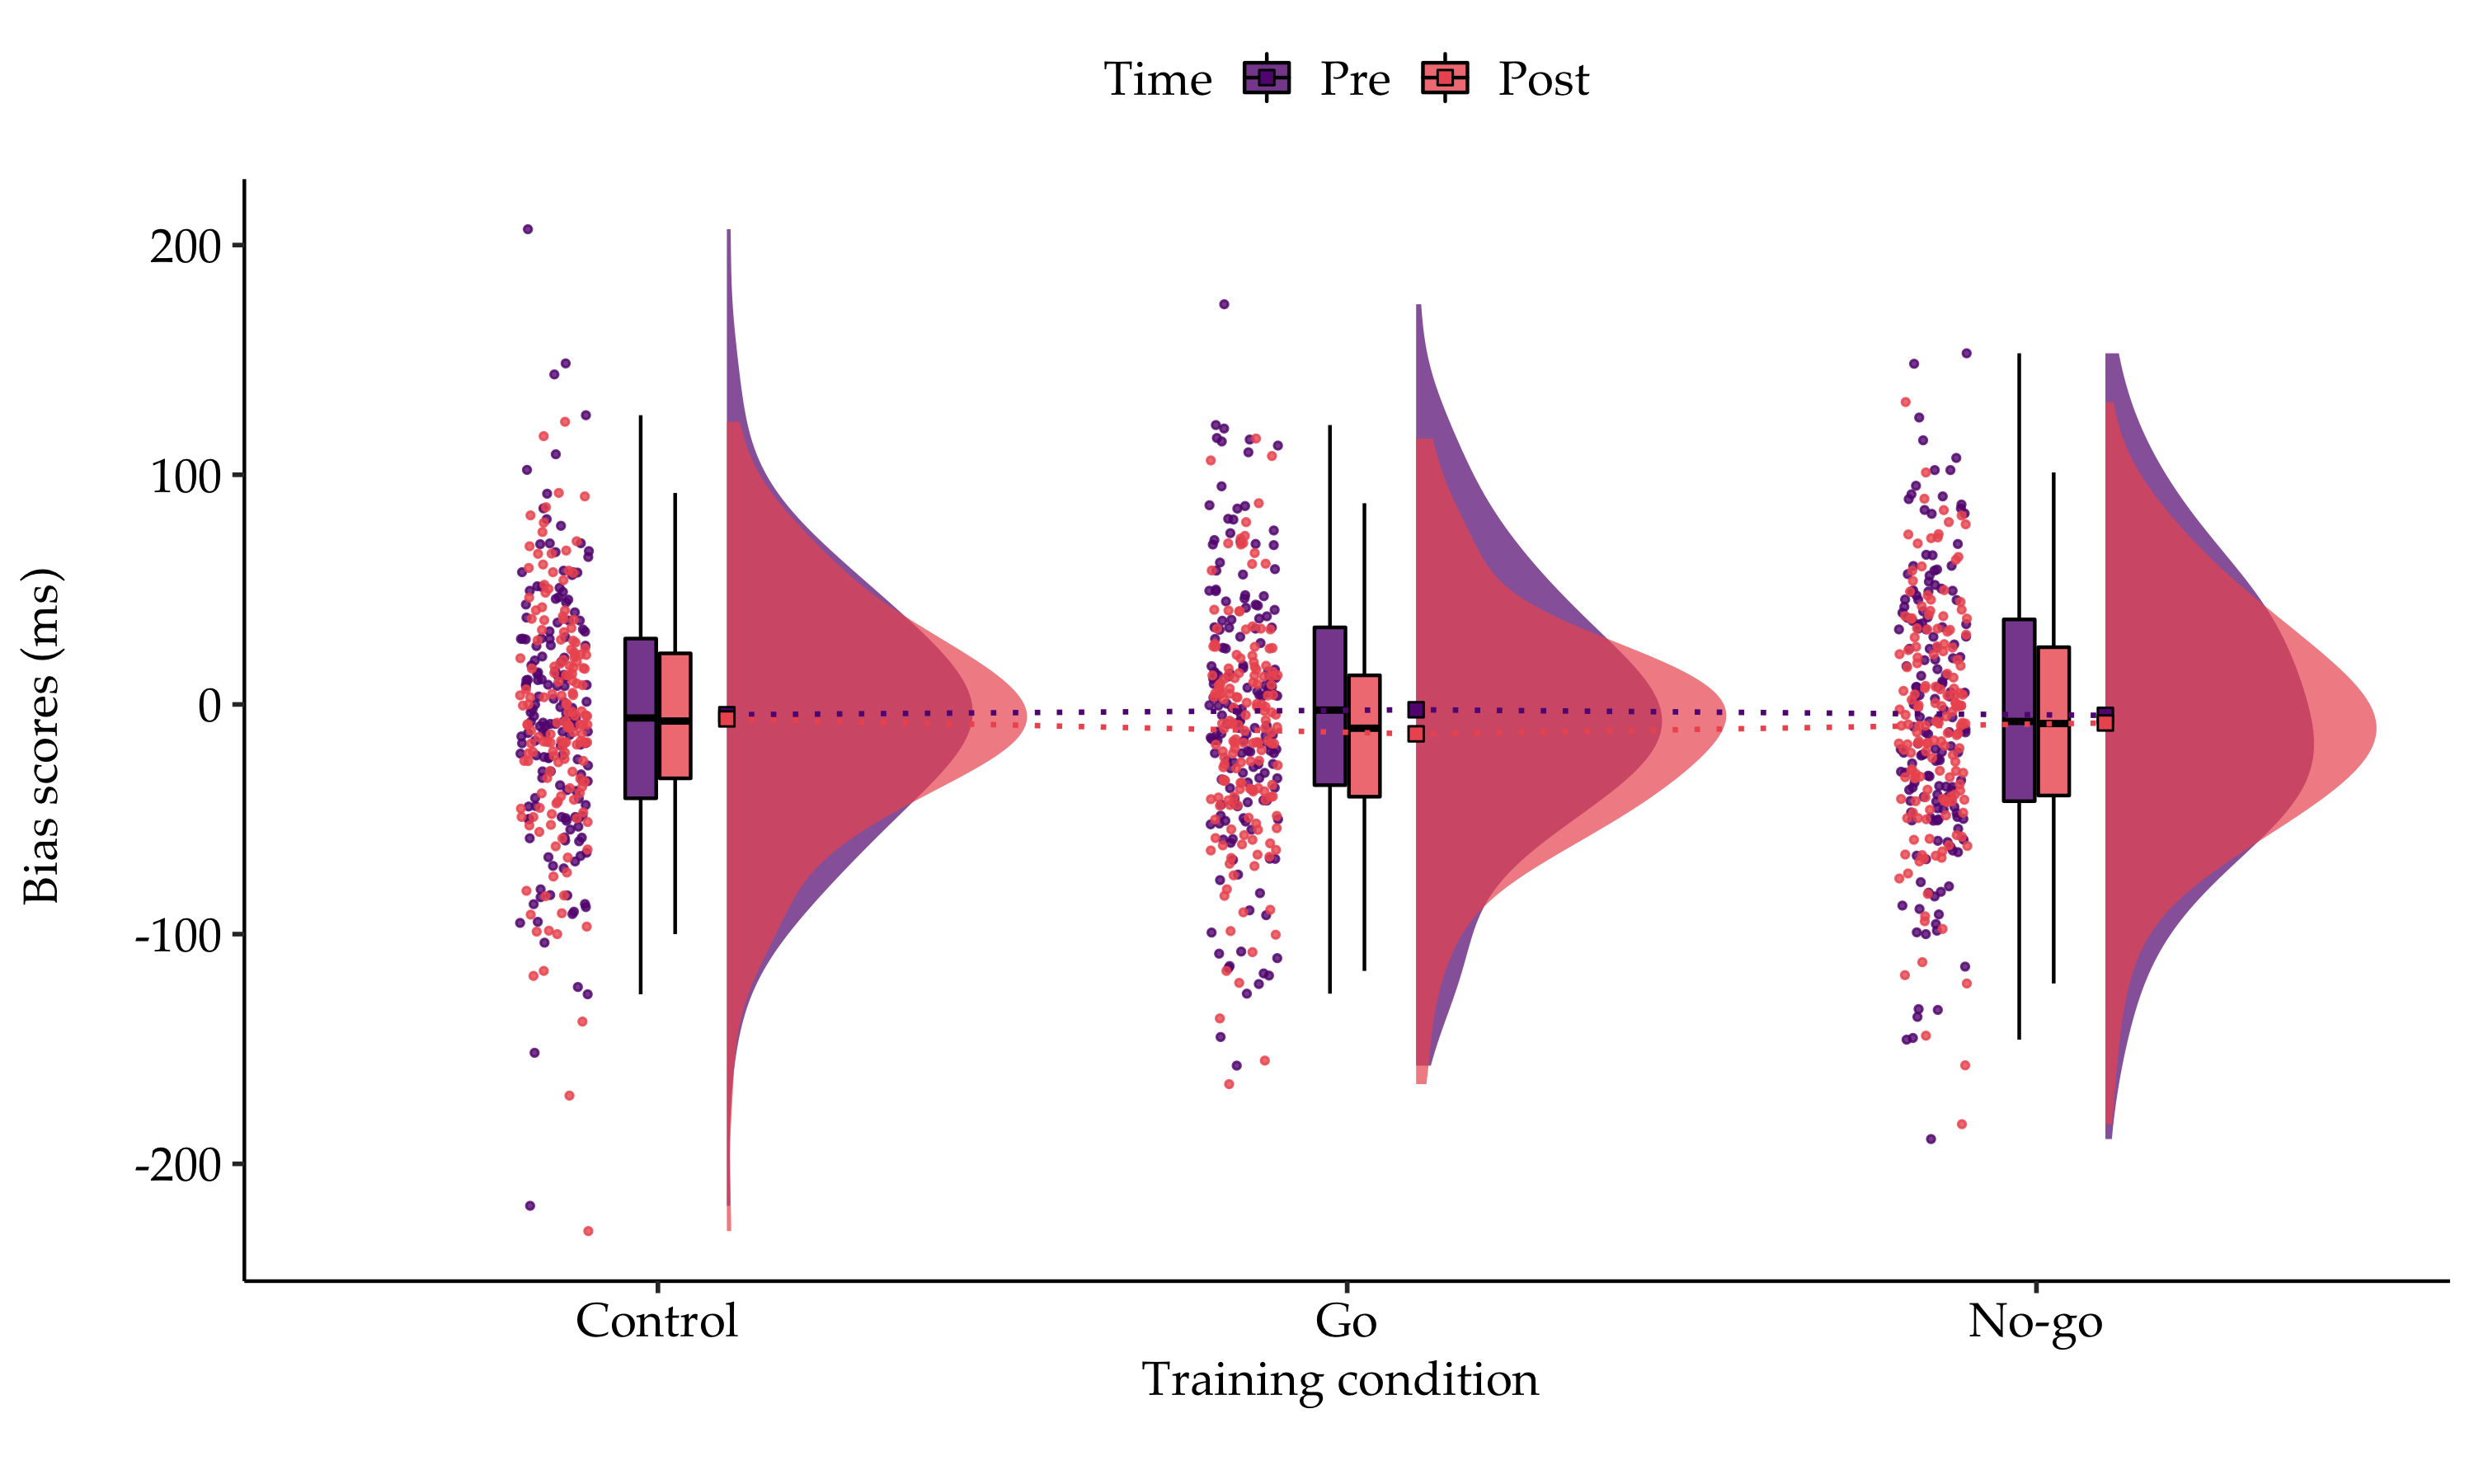 Time Pre Post
Bias scores (ms)
200
100
0
-100
-200
Control Go No-go
Training condition